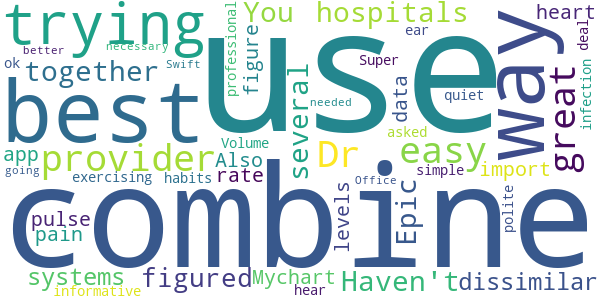 trying
professional
You hospitals
heart
figure
ear
way
deal
better
necessary
ok
Swift
Super
together
use
best
several
needed
data
quiet
great
infection
asked
app
provider
Also
Volume
Dr
easy
going
exercising habits
rate
simple
import
Office
combine
levels
Epic
polite
pulse
pain
systems
figured
Mychart
Haven't
dissimilar
informative
hear